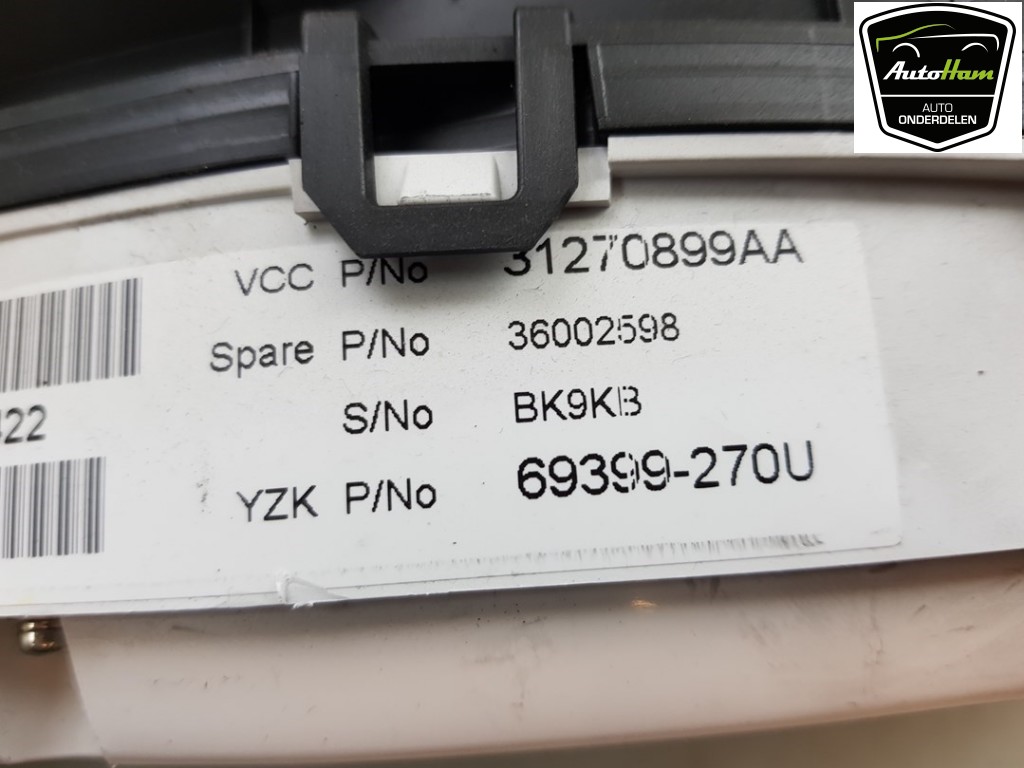 AutoHam
AUTO
ONDERDELEN
VCC P/No 31270899AA
Spare P/No 36002598
S/No BK9KB
YZK P/No 69399-270U